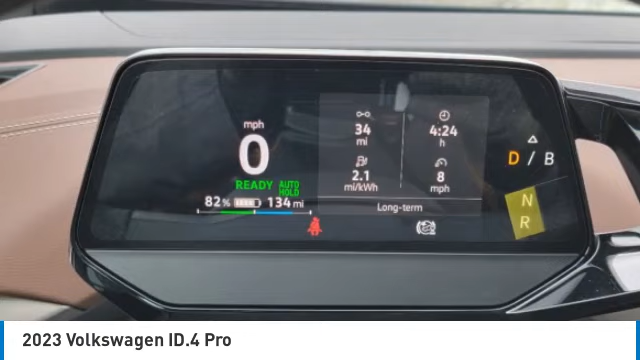 mph
0
READY AUTO HOLD
82% 134 mi
34
mi
4:24
h
2.1
mi/kWh
8
mph
Long-term
D / B
N
R
2023 Volkswagen ID.4 Pro